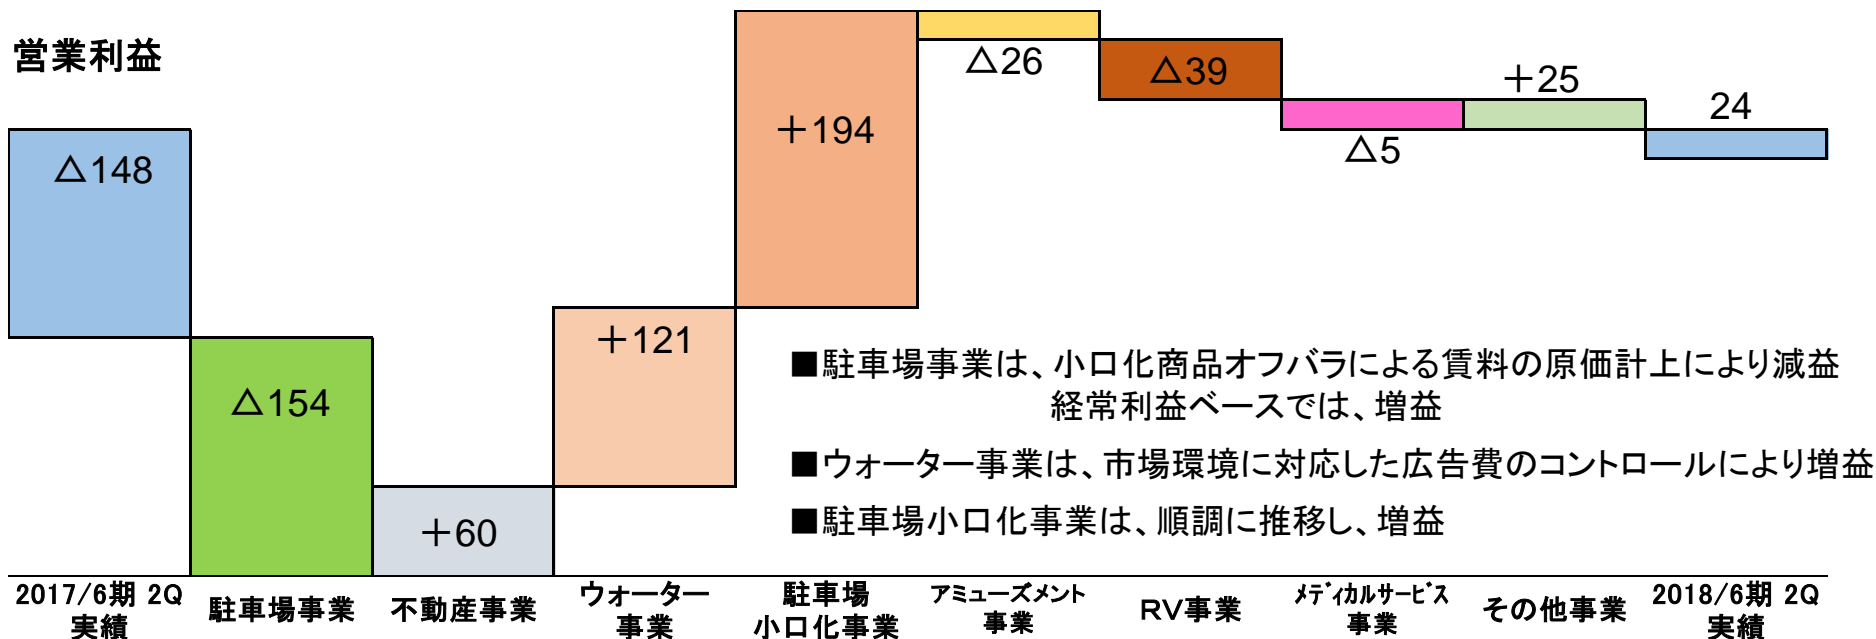 営業利益
△148
△154
＋60
＋121
＋194
△26
△39
△5
＋25
24
■駐車場事業は、小口化商品オフバラによる賃料の原価計上により減益
経常利益ベースでは、増益
■ウォーター事業は、市場環境に対応した広告費のコントロールにより増益
■駐車場小口化事業は、順調に推移し、増益
2017/6期 2Q
実績
駐車場事業
不動産事業
ウォーター
事業
駐車場
小口化事業
アミューズメント
事業
RV事業
ﾒﾃﾞｨｶﾙｻｰﾋﾞｽ
事業
その他事業
2018/6期 2Q
実績